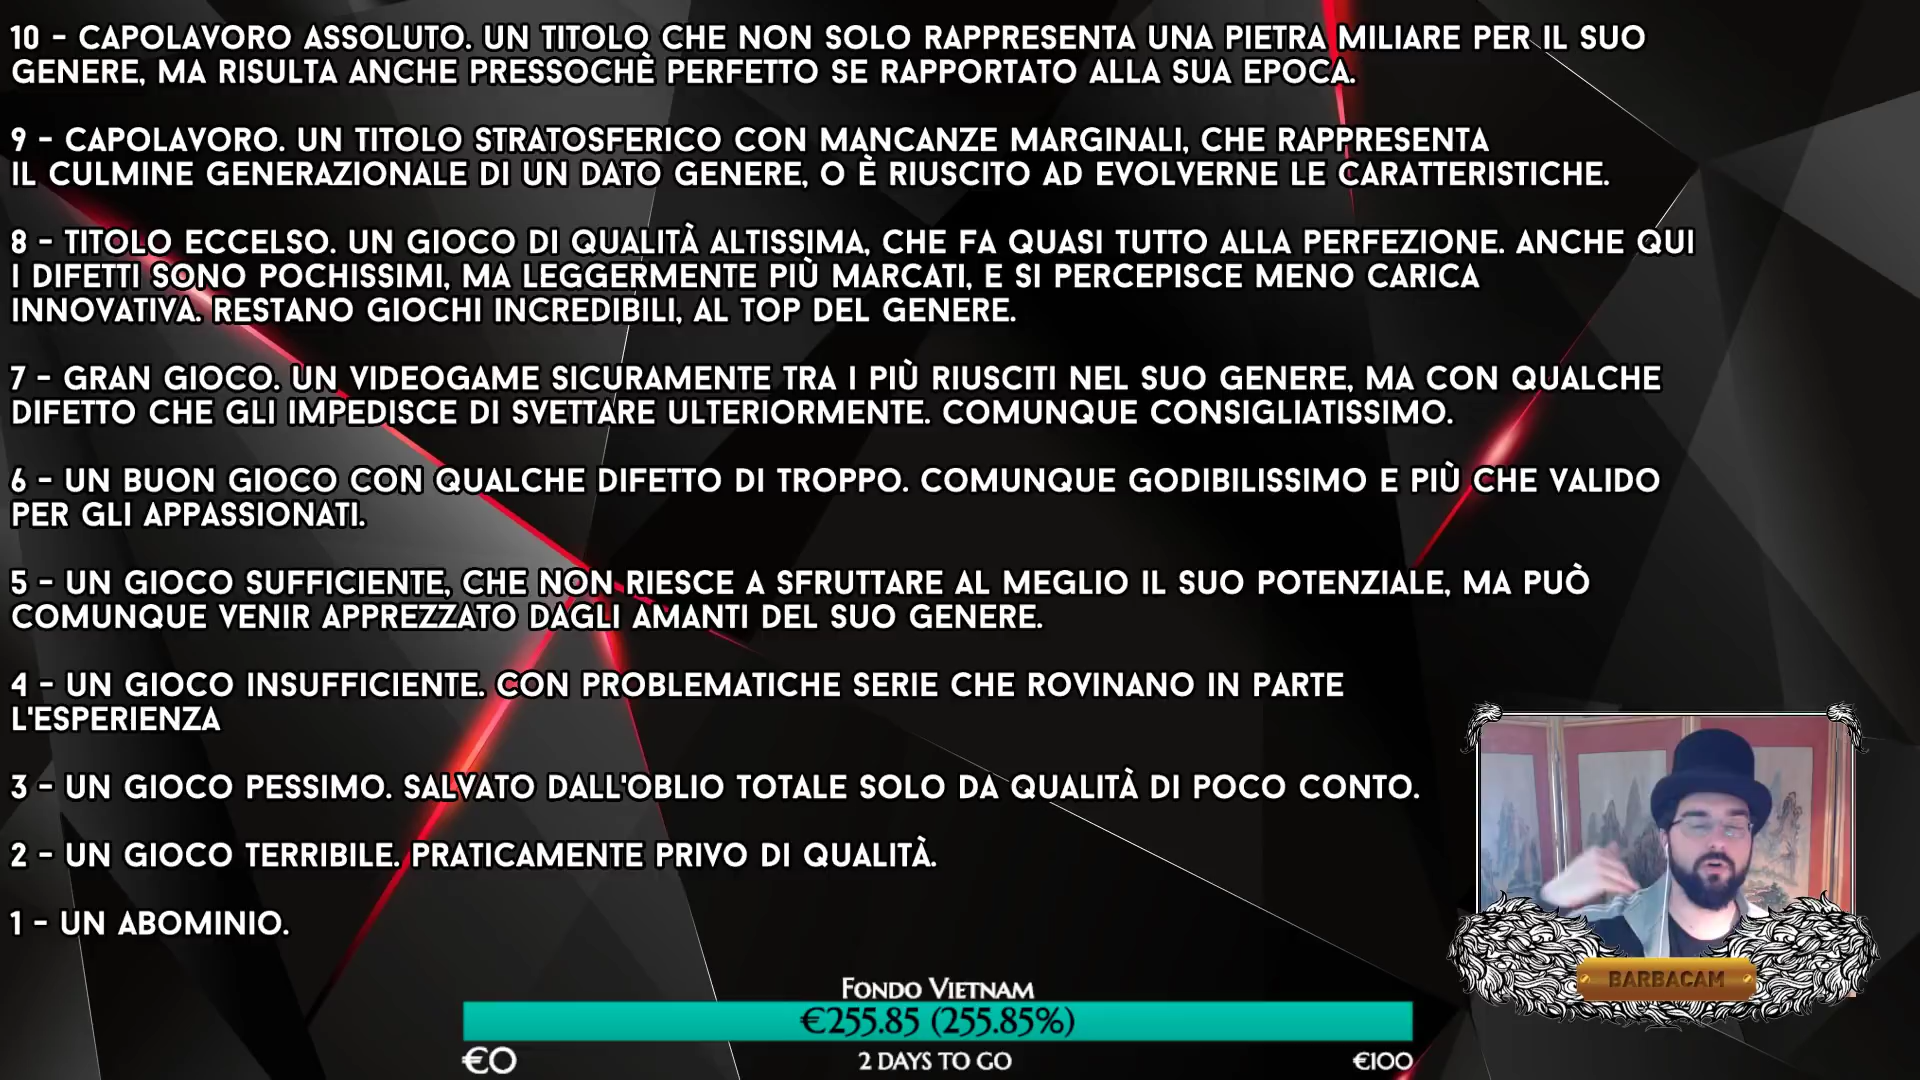 10 - CAPOLAVORO ASSOLUTO. UN TITOLO CHE NON SOLO RAPPRESENTA UNA PIETRA MILIARE PER IL SUO
GENERE, MA RISULTA ANCHE PRESSOCHÈ PERFETTO SE RAPPORTATO ALLA SUA EPOCA.
9 - CAPOLAVORO. UN TITOLO STRATOSFERICO CON MANCANZE MARGINALI, CHE RAPPRESENTA
IL CULMINE GENERAZIONALE DI UN DATO GENERE, O È RIUSCITO AD EVOLVERNE LE CARATTERISTICHE.
8 - TITOLO ECCELSO. UN GIOCO DI QUALITÀ ALTISSIMA, CHE FA QUASI TUTTO ALLA PERFEZIONE. ANCHE QUI
I DIFETTI SONO POCHISSIMI, MA LEGGERMENTE PIÙ MARCATI, E SI PERCEPISCE MENO CARICA
INNOVATIVA. RESTANO GIOCHI INCREDIBILI, AL TOP DEL GENERE.
7 - GRAN GIOCO. UN VIDEOGAME SICURAMENTE TRA I PIÙ RIUSCITI NEL SUO GENERE, MA CON QUALCHE
DIFETTO CHE GLI IMPEDISCE DI SVETTARE ULTERIORMENTE. COMUNQUE CONSIGLIATISSIMO.
6 - UN BUON GIOCO CON QUALCHE DIFETTO DI TROPPO. COMUNQUE GODIBILISSIMO E PIÙ CHE VALIDO
PER GLI APPASSIONATI.
5 - UN GIOCO SUFFICIENTE, CHE NON RIESCE A SFRUTTARE AL MEGLIO IL SUO POTENZIALE, MA PUÒ
COMUNQUE VENIR APPREZZATO DAGLI AMANTI DEL SUO GENERE.
4 - UN GIOCO INSUFFICIENTE. CON PROBLEMATICHE SERIE CHE ROVINANO IN PARTE
L'ESPERIENZA
3 - UN GIOCO PESSIMO. SALVATO DALL'OBLIO TOTALE SOLO DA QUALITÀ DI POCO CONTO.
2 - UN GIOCO TERRIBILE. PRATICAMENTE PRIVO DI QUALITÀ.
1 - UN ABOMINIO.
BARBACAM
FONDO VIETNAM
€255.85 (255.85%)
€0 2 DAYS TO GO €100